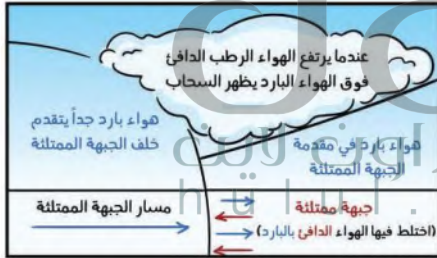 عندما يرتفع الهواء الرطب الدافئ
فوق الهواء البارد يظهر السحاب
هواء بارد في مقدمة
الجبهة الممتلئة
هواء بارد جداً يتقدم
خلف الجبهة الممتلئة
جبهة ممتلئة
(اختلط فيها الهواء الدافئ بالبارد)
مسار الجبهة الممتلئة